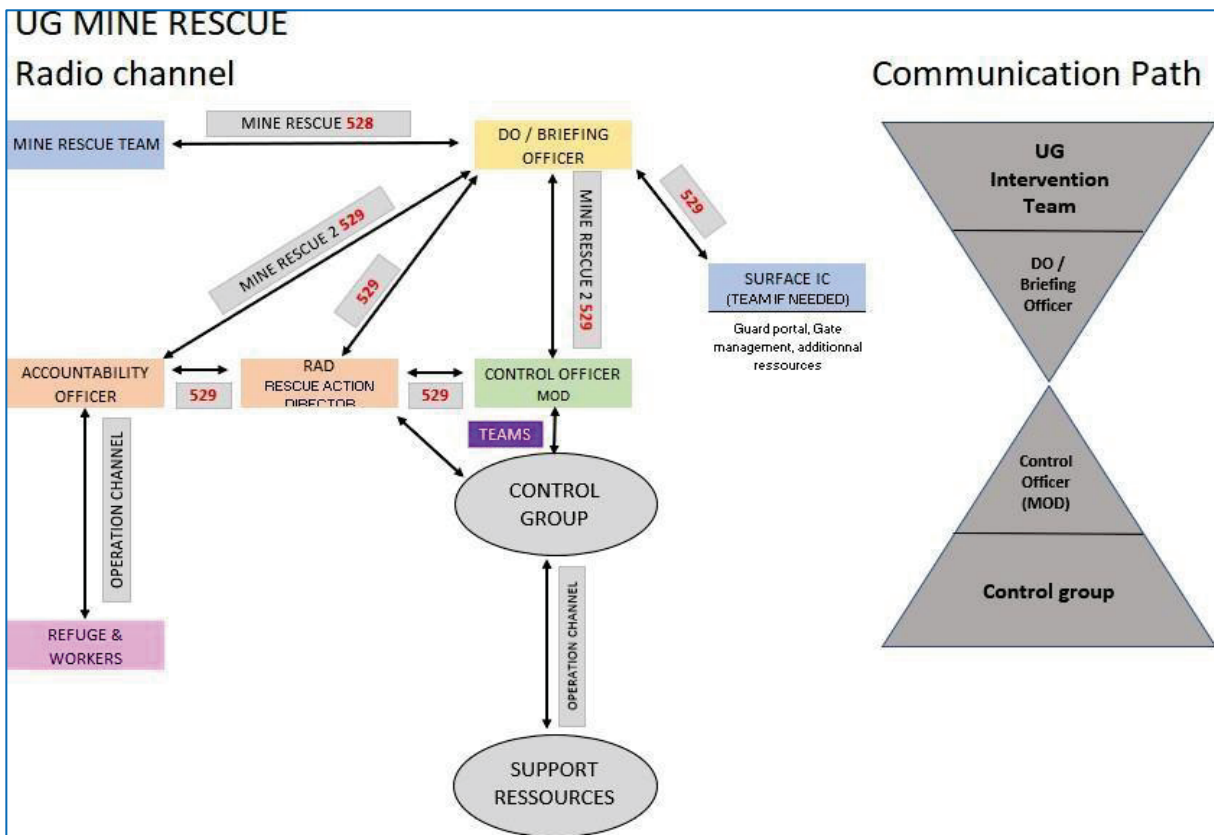 UG MINE RESCUE
Radio channel
Communication Path
MINE RESCUE TEAM
MINE RESCUE 528
DO / BRIEFING
OFFICER
MINE RESCUE 2 529
529
MINE RESCUE 2 529
529
SURFACE IC
(TEAM IF NEEDED)
Guard portal, Gate
management, additionnal
ressources
ACCOUNTABILITY
OFFICER
529
RAD
RESCUE ACTION
DIRECTOR
529
CONTROL OFFICER
MOD
TEAMS
OPERATION CHANNEL
CONTROL
GROUP
REFUGE &
WORKERS
OPERATION CHANNEL
SUPPORT
RESSOURCES
UG
Intervention
Team
DO /
Briefing
Officer
Control
Officer
(MOD)
Control group